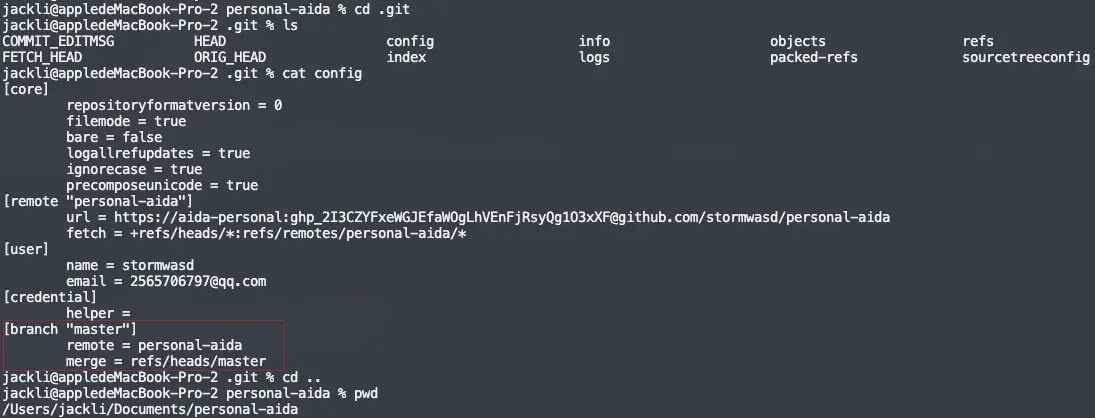 jackli@appledeMacBook-Pro-2 personal-aida % cd .git
jackli@appledeMacBook-Pro-2 .git % ls
COMMIT_EDITMSG HEAD config info objects refs
FETCH_HEAD ORIG_HEAD index logs packed-refs sourcetreeconfig
jackli@appledeMacBook-Pro-2 .git % cat config
[core]
repositoryformatversion = 0
filemode = true
bare = false
logallrefupdates = true
ignorecase = true
precomposeunicode = true
[remote "personal-aida"]
url = https://aida-personal: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@github.com/stormwasd/personal-aida
fetch = +refs/heads/*:refs/remotes/personal-aida/*
[user]
name = stormwasd
email = 2565706797@qq.com
[credential]
helper =
[branch "master"]
remote = personal-aida
merge = refs/heads/master
jackli@appledeMacBook-Pro-2 .git % cd ..
jackli@appledeMacBook-Pro-2 personal-aida % pwd
/Users/jackli/Documents/personal-aida